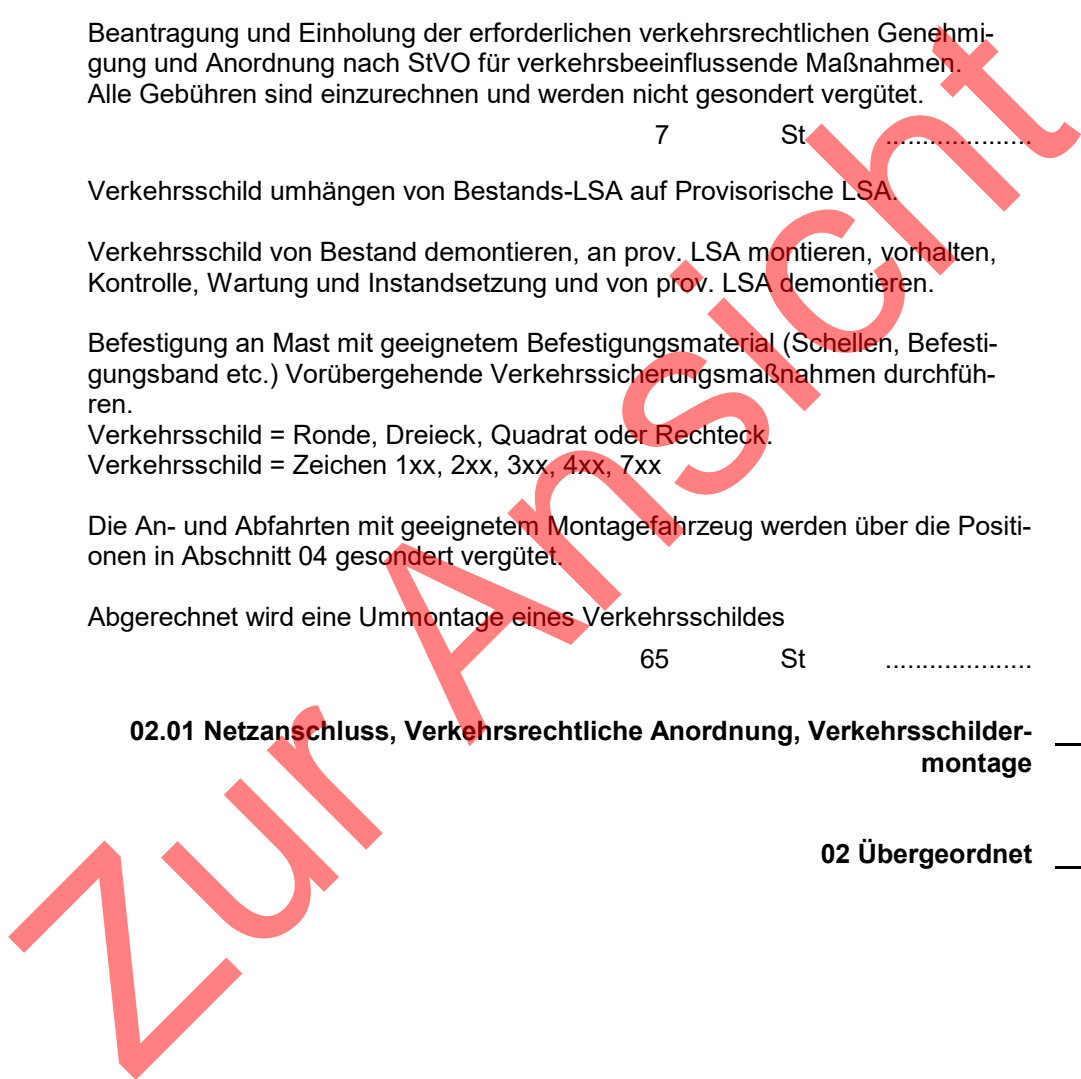 Beantragung und Einholung der erforderlichen verkehrsrechtlichen Genehmi-
gung und Anordnung nach StVO für verkehrsbeeinflussende Maßnahmen.
Alle Gebühren sind einzurechnen und werden nicht gesondert vergütet.
7 St ....................
Verkehrsschild umhängen von Bestands-LSA auf Provisorische LSA.
Verkehrsschild von Bestand demontieren, an prov. LSA montieren, vorhalten,
Kontrolle, Wartung und Instandsetzung und von prov. LSA demontieren.
Befestigung an Mast mit geeignetem Befestigungsmaterial (Schellen, Befesti-
gungsband etc.) Vorübergehende Verkehrssicherungsmaßnahmen durchfüh-
ren.
Verkehrsschild = Ronde, Dreieck, Quadrat oder Rechteck.
Verkehrsschild = Zeichen 1xx, 2xx, 3xx, 4xx, 7xx
Die An- und Abfahrten mit geeignetem Montagefahrzeug werden über die Positi-
onen in Abschnitt 04 gesondert vergütet.
Abgerechnet wird eine Ummontage eines Verkehrsschildes
65 St ....................
02.01 Netzanschluss, Verkehrsrechtliche Anordnung, Verkehrsschilder-
montage
02 Übergeordnet
Zur Ansicht